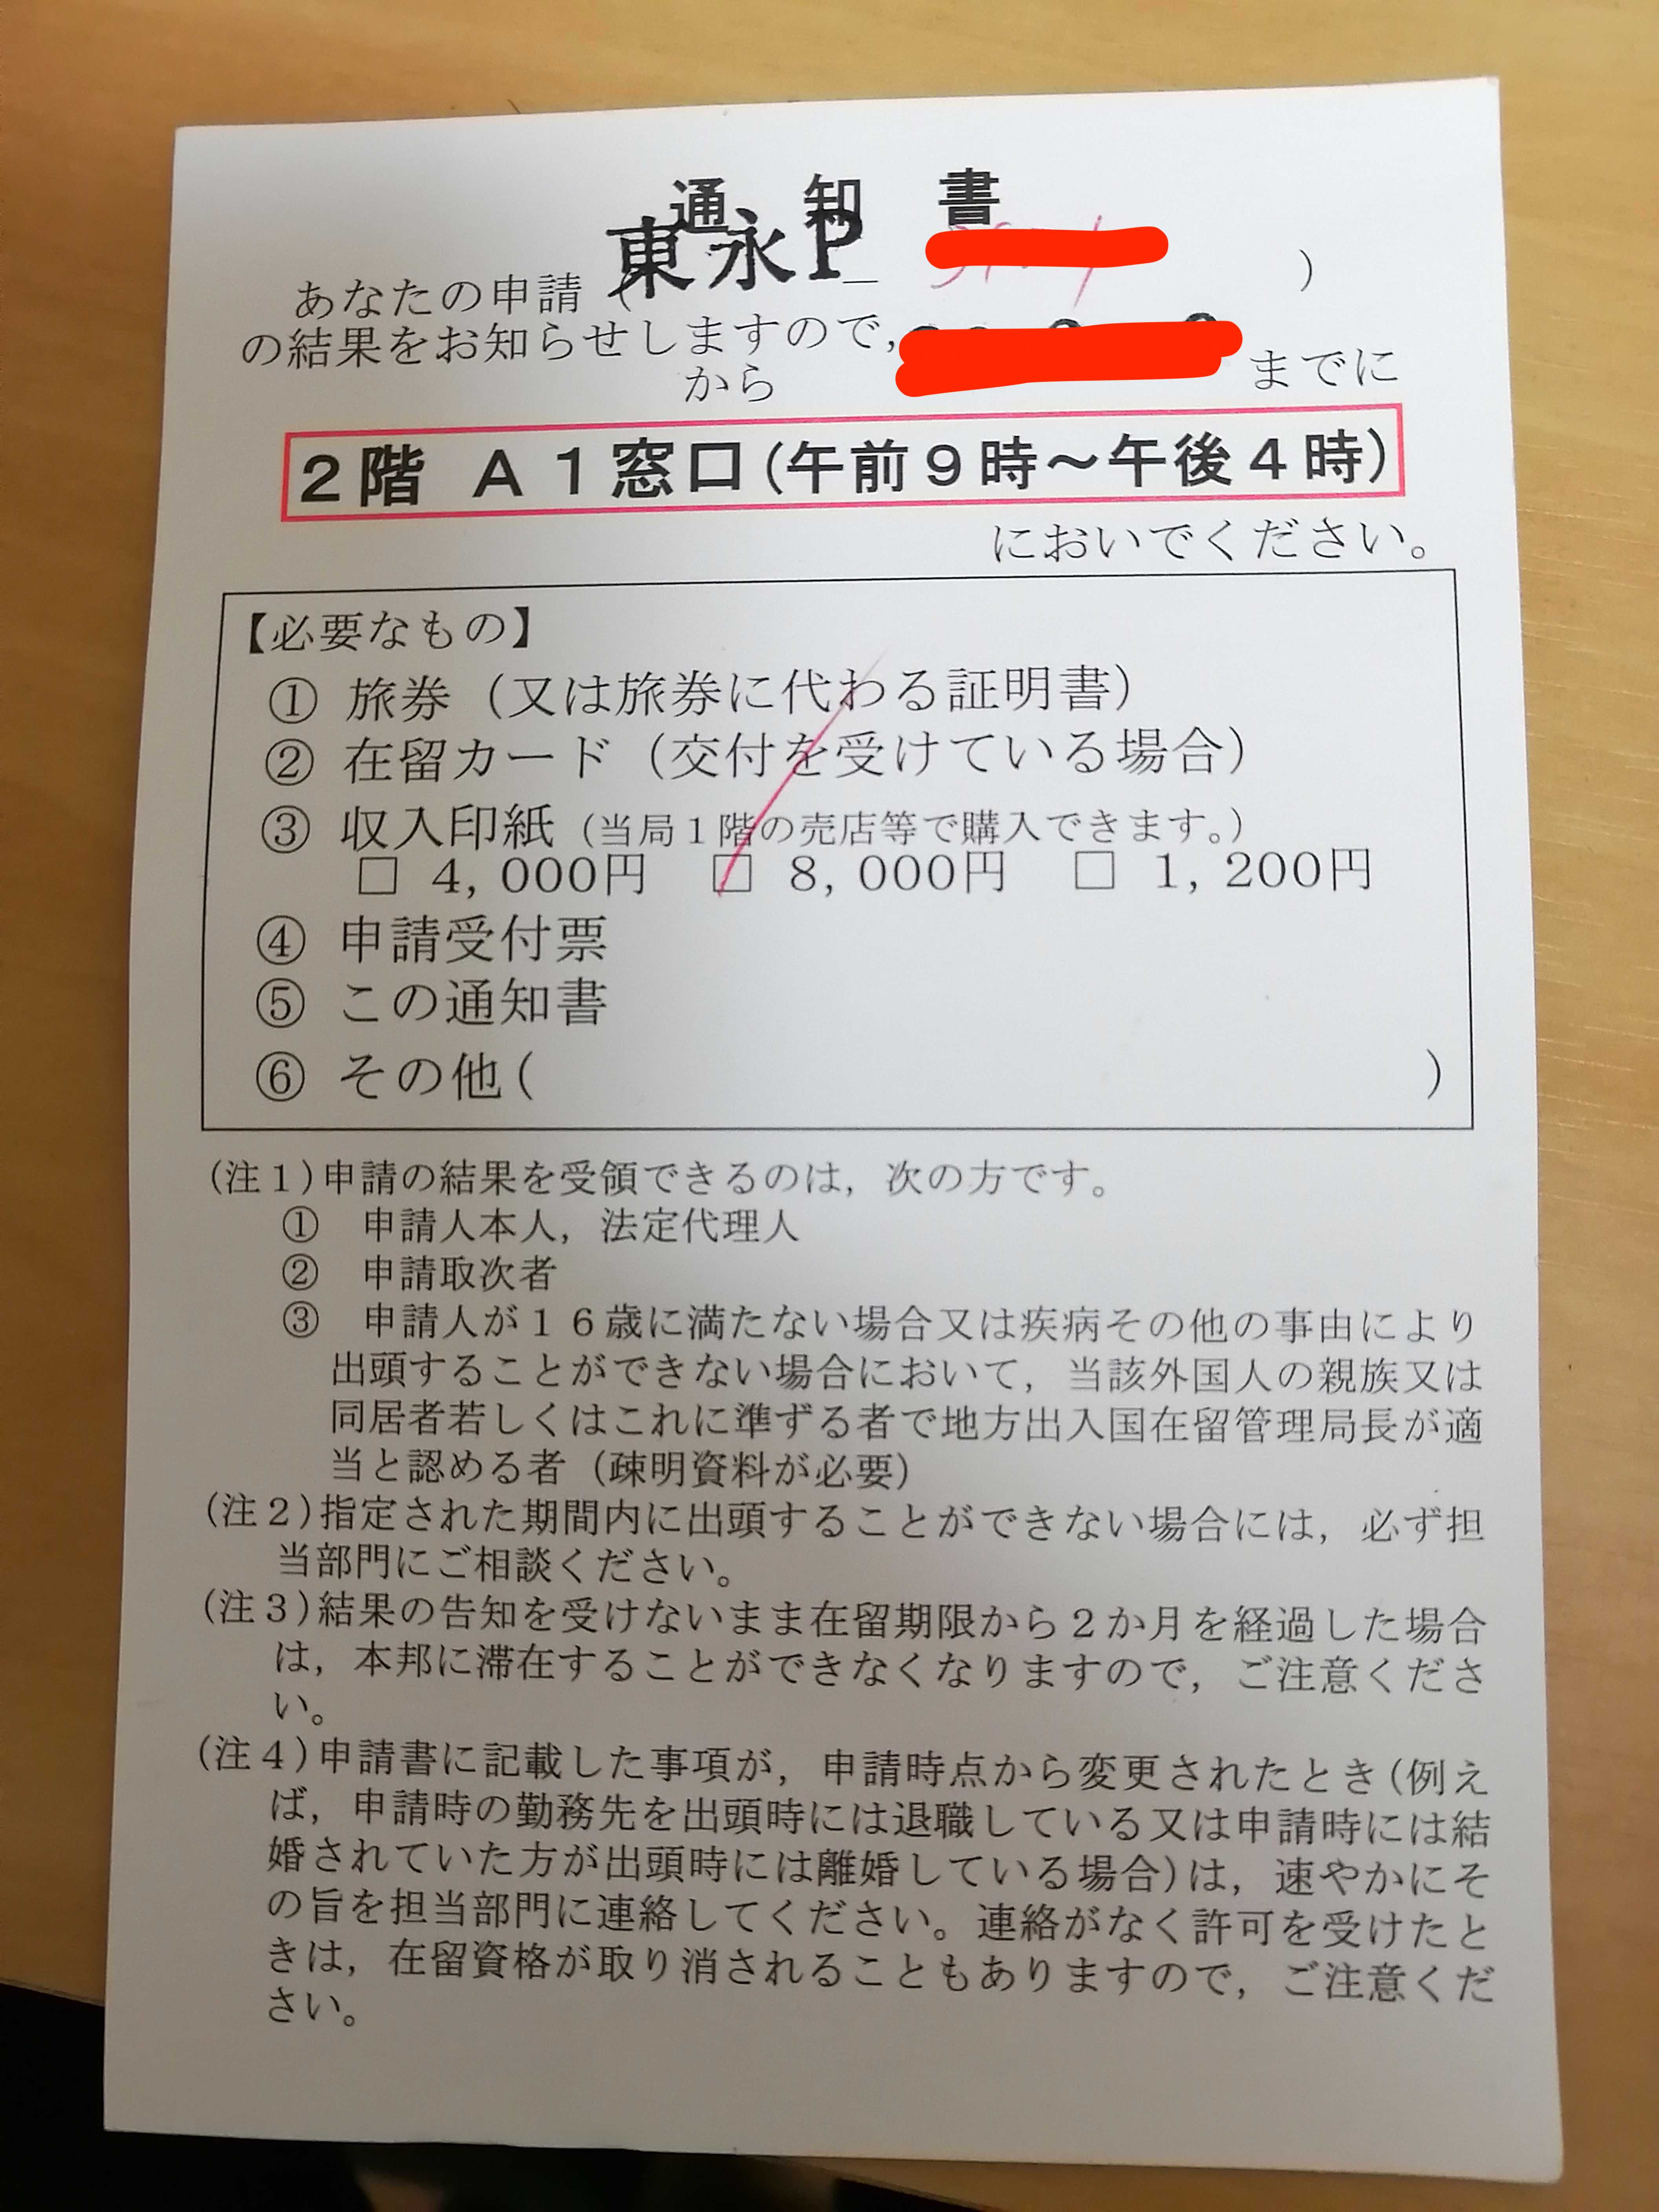 通知書
東永P
あなたの申請( )
の結果をお知らせしますので,
から までに
2階 A1窓口(午前9時～午後4時)
においでください。
【必要なもの】
① 旅券（又は旅券に代わる証明書）
② 在留カード（交付を受けている場合）
③ 収入印紙（当局1階の売店等で購入できます。）
□ 4,000円 □ 8,000円 □ 1,200円
④ 申請受付票
⑤ この通知書
⑥ その他( )
(注1)申請の結果を受領できるのは，次の方です。
① 申請人本人，法定代理人
② 申請取次者
③ 申請人が16歳に満たない場合又は疾病その他の事由により
出頭することができない場合において，当該外国人の親族又は
同居者若しくはこれに準ずる者で地方出入国在留管理局長が適
当と認める者（疎明資料が必要）
(注2)指定された期間内に出頭することができない場合には，必ず担
当部門にご相談ください。
(注3)結果の告知を受けないまま在留期限から2か月を経過した場合
は，本邦に滞在することができなくなりますので，ご注意くださ
い。
(注4)申請書に記載した事項が，申請時点から変更されたとき(例え
ば，申請時の勤務先を出頭時には退職している又は申請時には結
婚されていた方が出頭時には離婚している場合)は，速やかにそ
の旨を担当部門に連絡してください。連絡がなく許可を受けたと
きは，在留資格が取り消されることもありますので，ご注意くだ
さい。